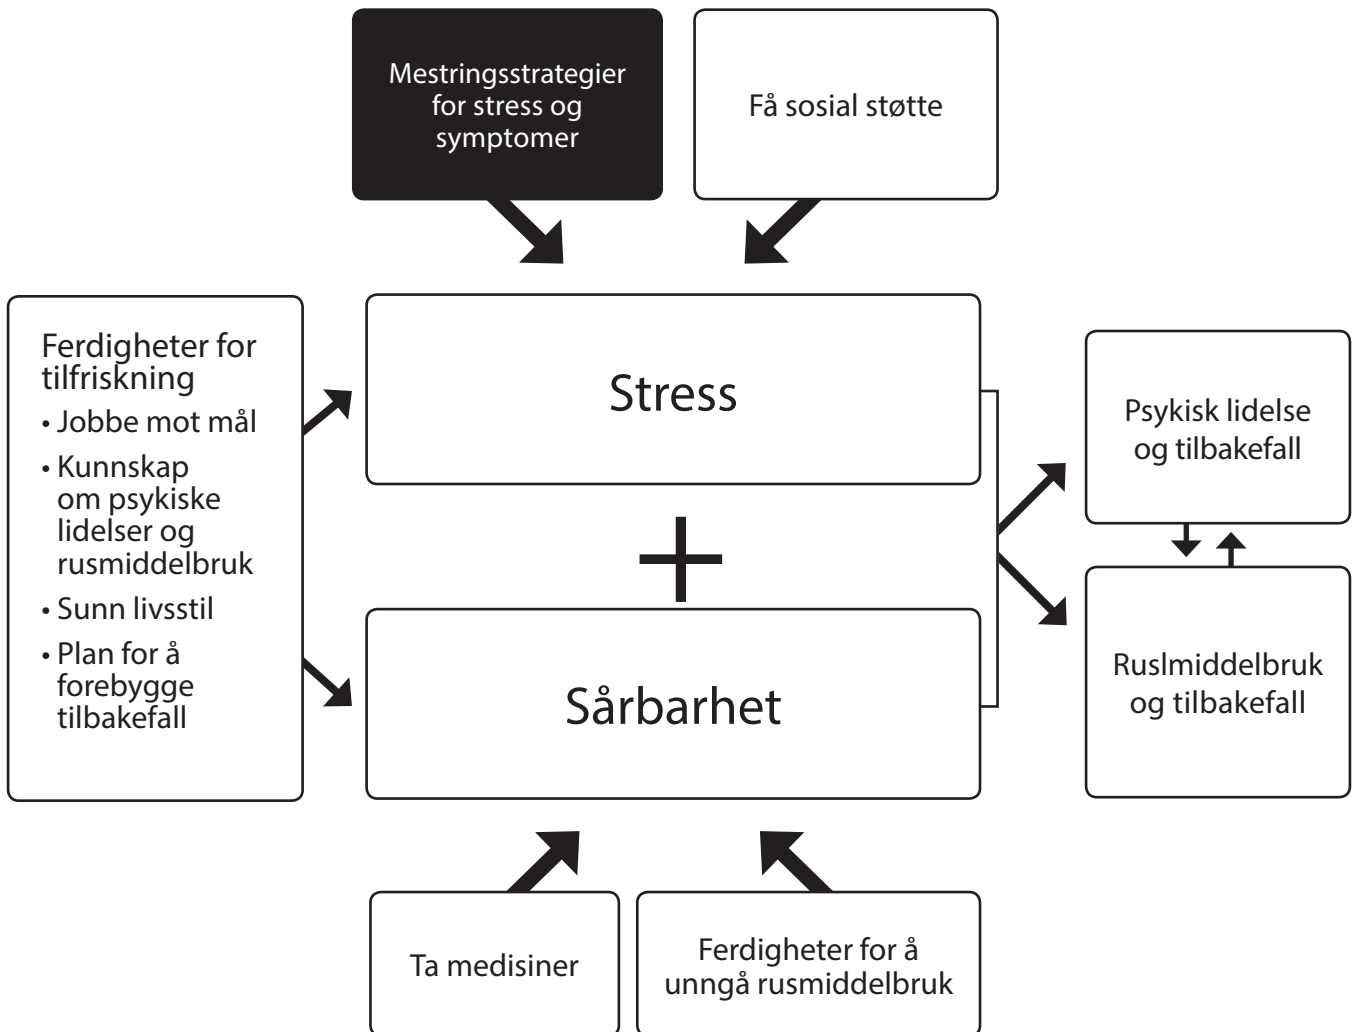 Mestringsstrategier
for stress og
symptomer
Få sosial støtte
Ferdigheter for
tilfriskning
• Jobbe mot mål
• Kunnskap
om psykiske
lidelser og
rusmiddelbruk
• Sunn livsstil
• Plan for å
forebygge
tilbakefall
Stress
+
Sårbarhet
Psykisk lidelse
og tilbakefall
Ruslmiddelbruk
og tilbakefall
Ta medisiner
Ferdigheter for å
unngå rusmiddelbruk